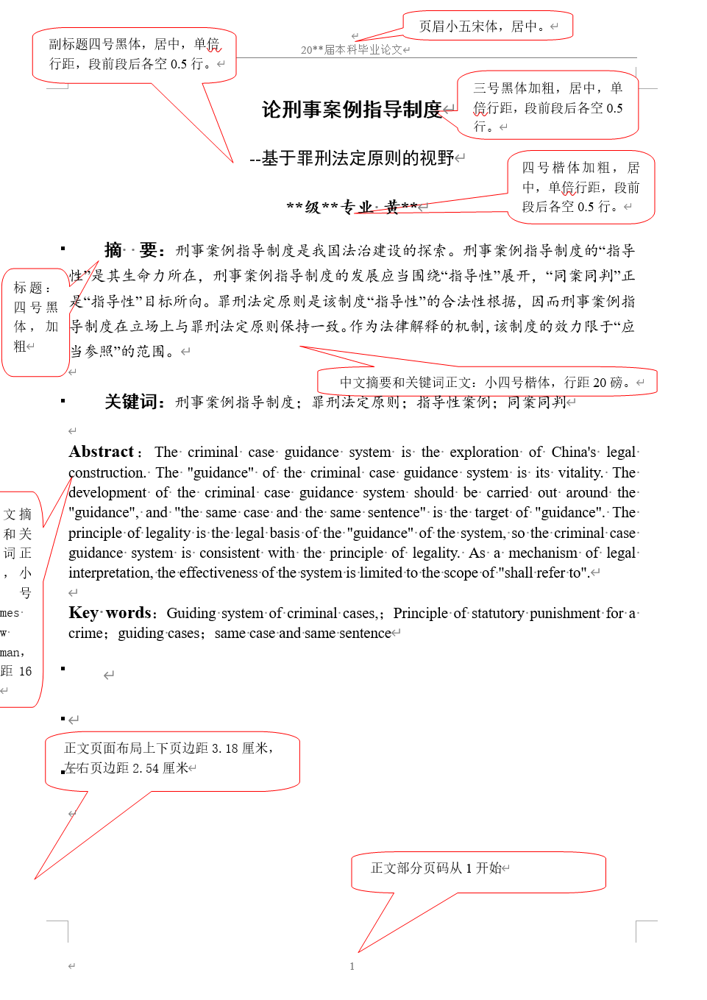 页眉小五宋体，居中。
副标题四号黑体，居中，单倍
行距，段前段后各空 0.5 行。
20**届本科毕业论文
三号黑体加粗，居中，单
倍行距，段前段后各空 0.5
行。
论刑事案例指导制度
--基于罪刑法定原则的视野
四号楷体加粗，居
中，单倍行距，段前
段后各空 0.5 行。
**级**专业 黄**
摘 要：刑事案例指导制度是我国法治建设的探索。刑事案例指导制度的“指导
性”是其生命力所在，刑事案例指导制度的发展应当围绕“指导性”展开，“同案同判”正
是“指导性”目标所向。罪刑法定原则是该制度“指导性”的合法性根据，因而刑事案例指
导制度在立场上与罪刑法定原则保持一致。作为法律解释的机制，该制度的效力限于“应
当参照”的范围。
标题：
四号黑
体，加
粗
中文摘要和关键词正文：小四号楷体，行距 20 磅。
关键词：刑事案例指导制度；罪刑法定原则；指导性案例；同案同判
Abstract：The criminal case guidance system is the exploration of China's legal
construction. The "guidance" of the criminal case guidance system is its vitality. The
development of the criminal case guidance system should be carried out around the
"guidance", and "the same case and the same sentence" is the target of "guidance". The
principle of legality is the legal basis of the "guidance" of the system, so the criminal case
guidance system is consistent with the principle of legality. As a mechanism of legal
interpretation, the effectiveness of the system is limited to the scope of "shall refer to".
文摘
和关
词正
，小
号
mes
w
man，
距 16
Key words：Guiding system of criminal cases,；Principle of statutory punishment for a
crime；guiding cases；same case and same sentence
正文页面布局上下页边距 3.18 厘米，
左右页边距 2.54 厘米
正文部分页码从 1 开始
1